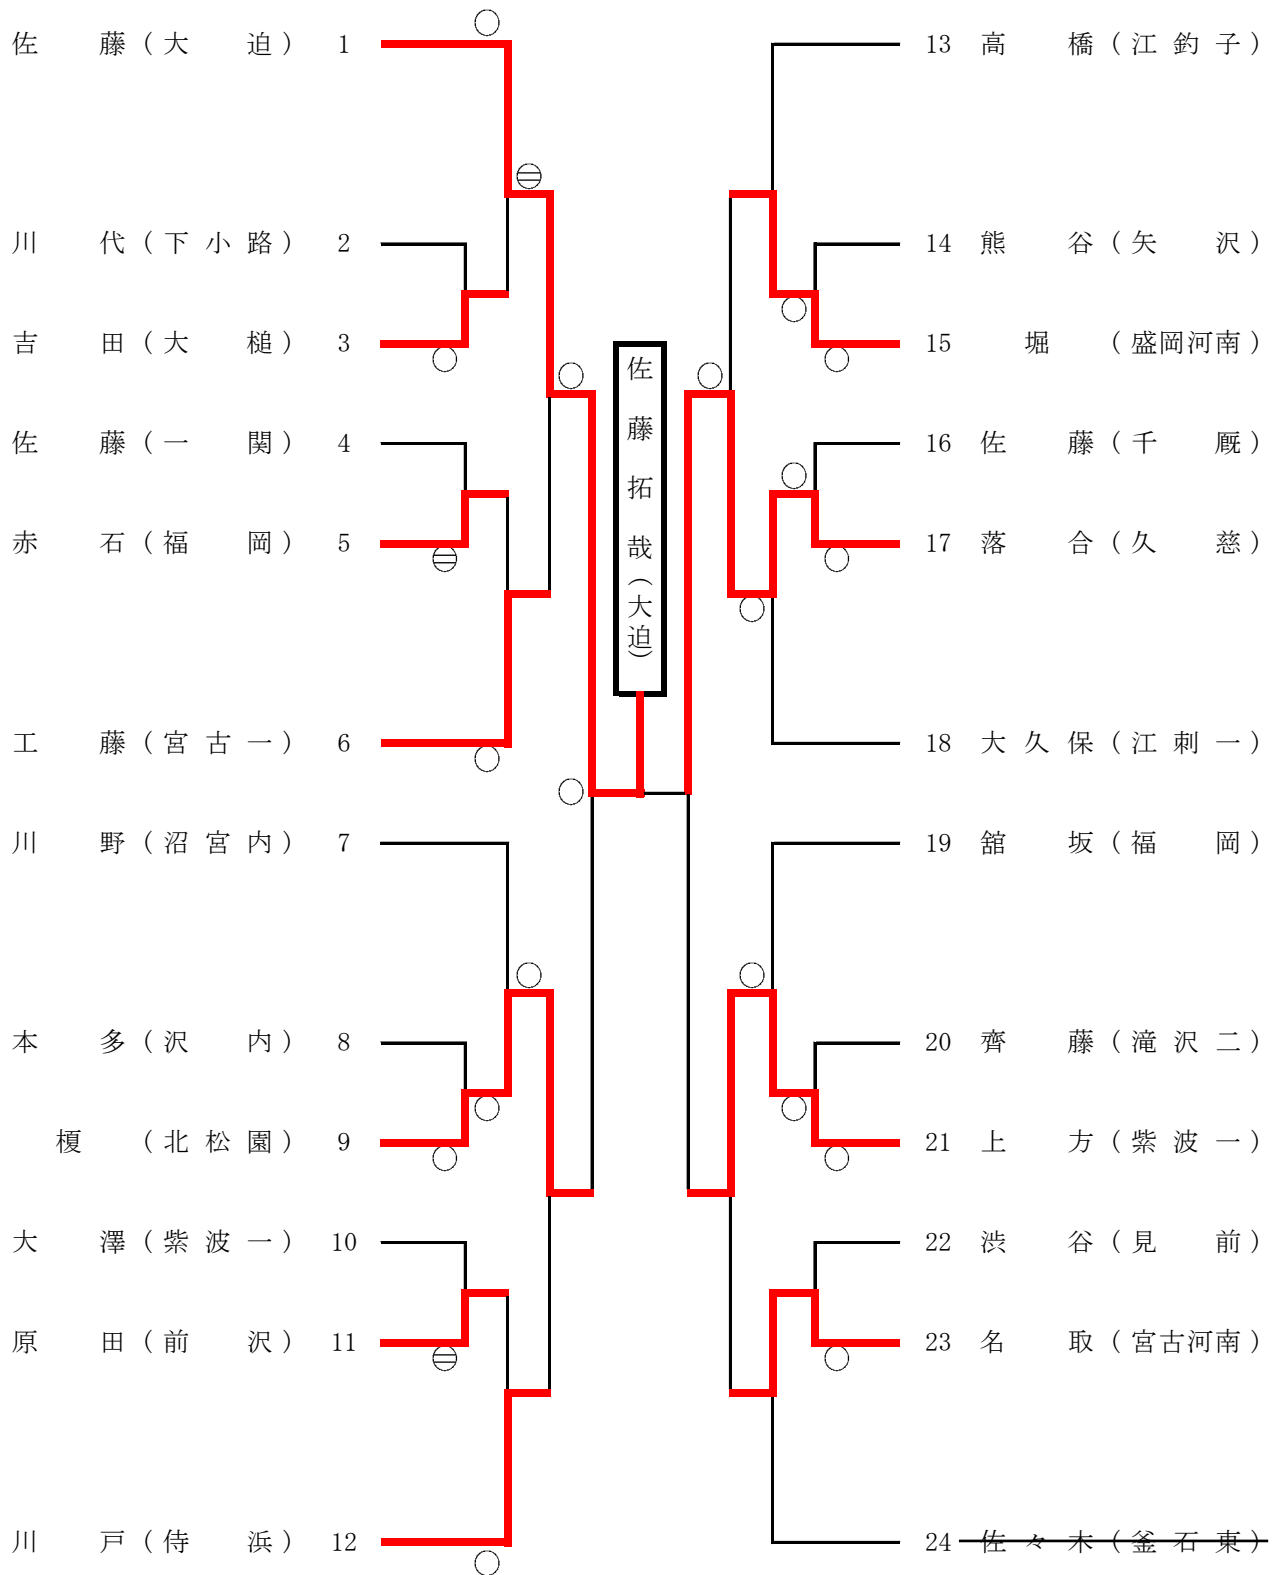 佐藤（大迫） 1
川代（下小路） 2
吉田（大槌） 3
佐藤（一関） 4
赤石（福岡） 5
工藤（宮古一） 6
川野（沼宮内） 7
本多（沢内） 8
榎（北松園） 9
大澤（紫波一） 10
原田（前沢） 11
川戸（侍浜） 12
佐藤拓哉（大迫）
13 高橋（江釣子）
14 熊谷（矢沢）
15 堀（盛岡河南）
16 佐藤（千厩）
17 落合（久慈）
18 大久保（江刺一）
19 舘坂（福岡）
20 齊藤（滝沢二）
21 上方（紫波一）
22 渋谷（見前）
23 名取（宮古河南）
24 佐々木（釜石東）